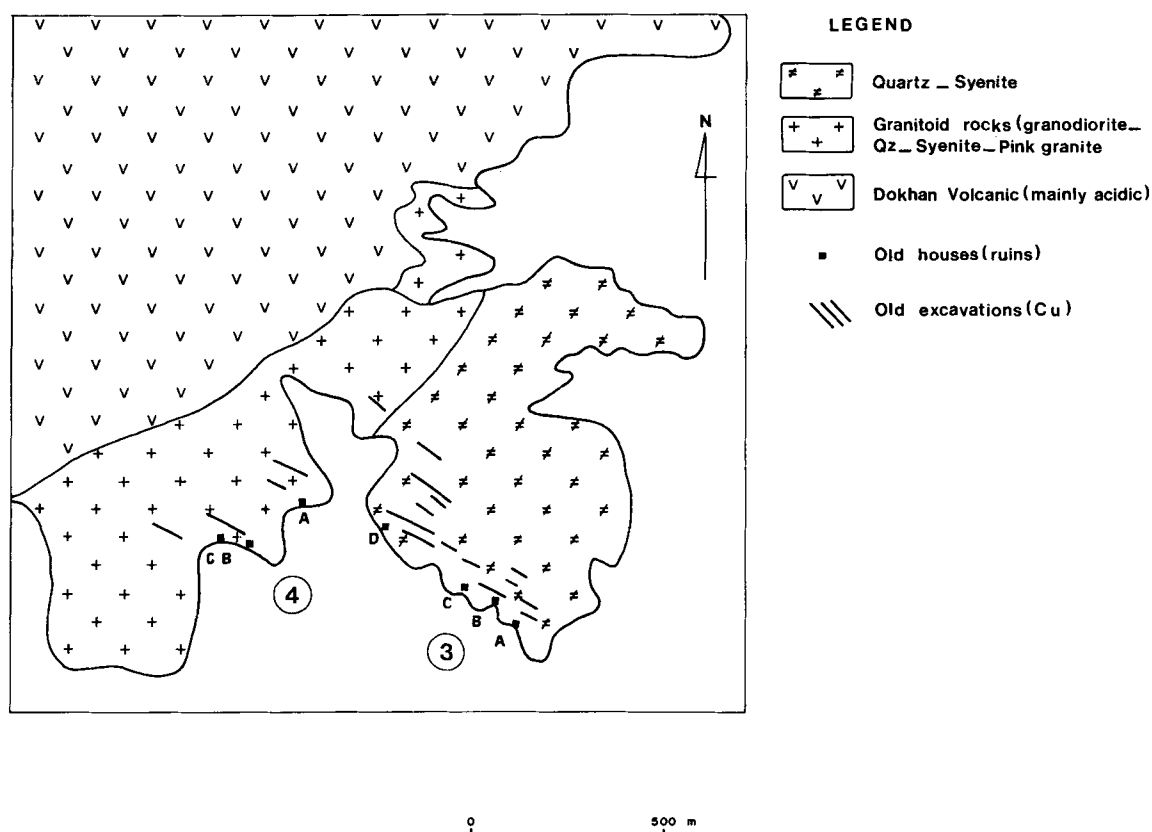 LEGEND
Quartz _ Syenite
Granitoid rocks (granodiorite_
Qz_Syenite_Pink granite
Dokhan Volcanic (mainly acidic)
Old houses (ruins)
Old excavations (Cu)
N
A
C B
4
D
C
B
A
3
0 500 m